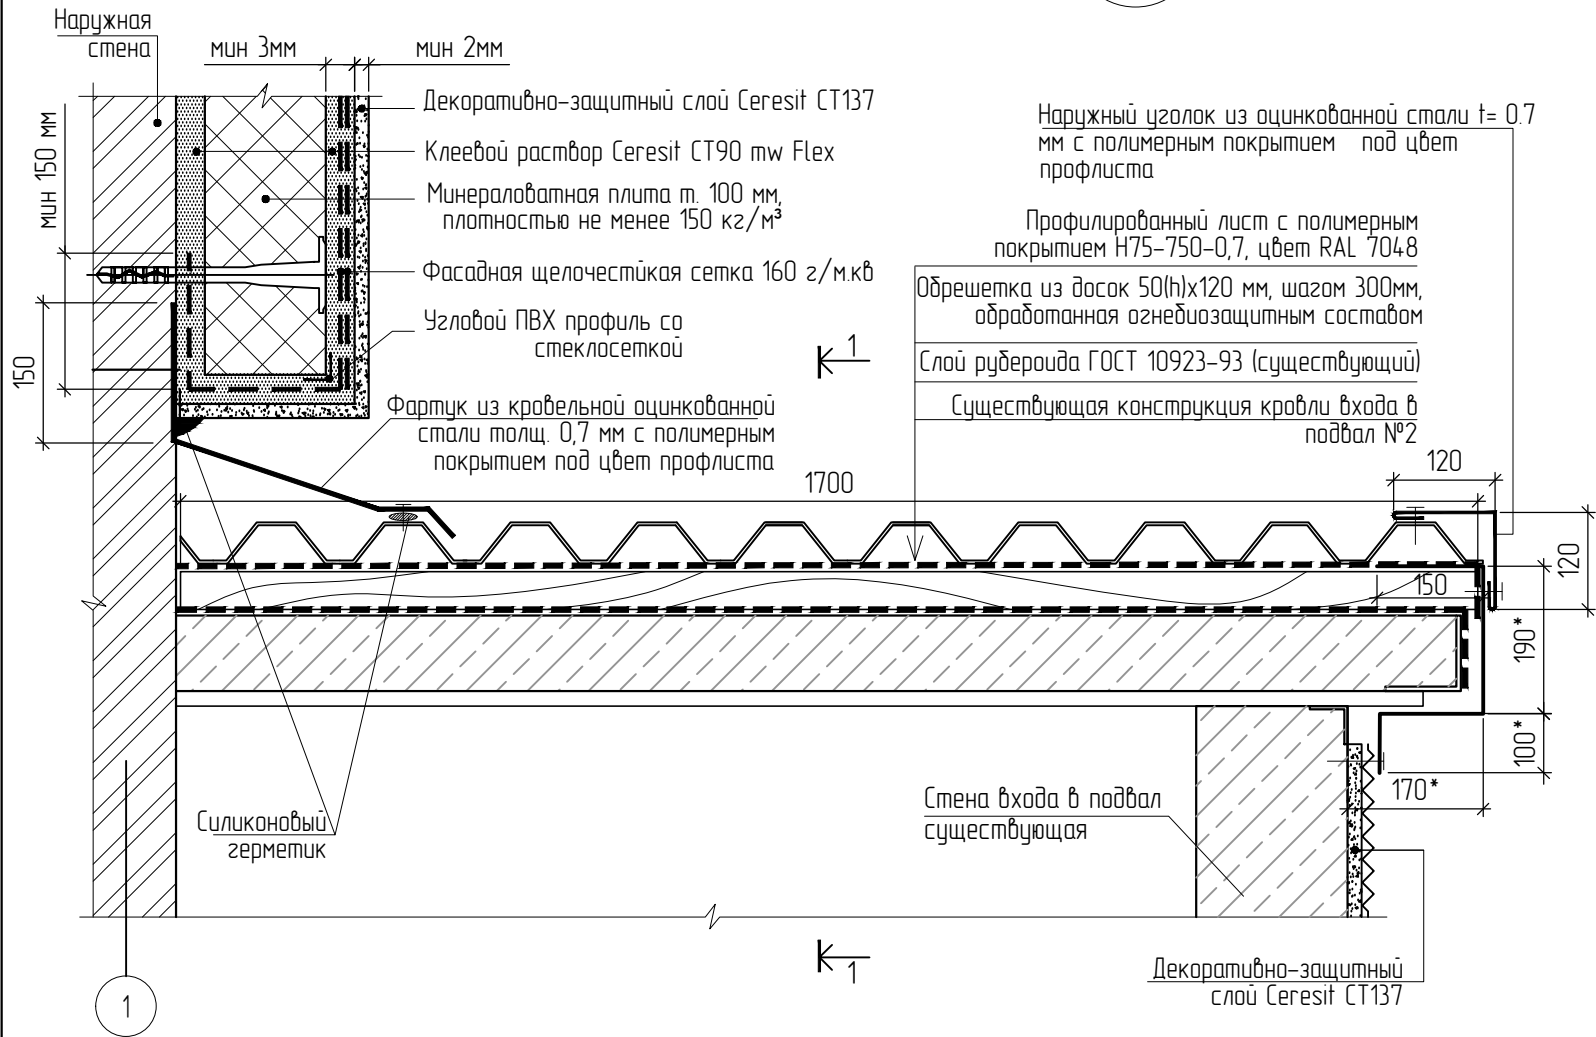 Наружная
стена
мин 3мм
мин 2мм
мин 150 мм
150
Декоративно-защитный слой Ceresit CT137
Клеевой раствор Ceresit CT90 mw Flex
Минераловатная плита т. 100 мм,
плотностью не менее 150 кг/м³
Фасадная щелочестйкая сетка 160 г/м.кв
Угловой ПВХ профиль со
стеклосеткой
Фартук из кровельной оцинкованной
стали толщ. 0,7 мм с полимерным
покрытием под цвет профлиста
1
Наружный уголок из оцинкованной стали t= 0.7
мм с полимерным покрытием под цвет
профлиста
Профилированный лист с полимерным
покрытием Н75-750-0,7, цвет RAL 7048
Обрешетка из досок 50(h)х120 мм, шагом 300мм,
обработанная огнебиозащитным составом
Слой рубероида ГОСТ 10923-93 (существующий)
Существующая конструкция кровли входа в
подвал №2
1700
120
120
150
190*
100*
170*
Силиконовый
герметик
Стена входа в подвал
существующая
1
Декоративно-защитный
слой Ceresit CT137
1